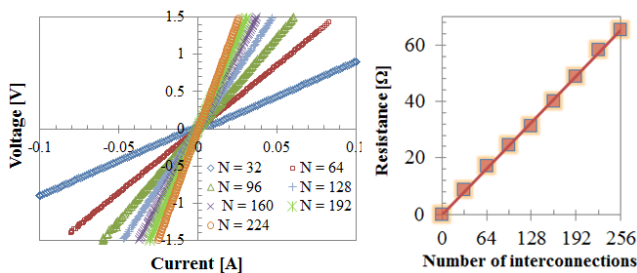 1.5
1
0.5
0
-0.5
-1
-1.5
-0.1
-0.05
0
0.05
0.1
Voltage [V]
Current [A]
N = 32
N = 64
N = 96
N = 128
N = 160
N = 192
N = 224
60
40
20
0
Resistance [Ω]
0
64
128
192
256
Number of interconnections